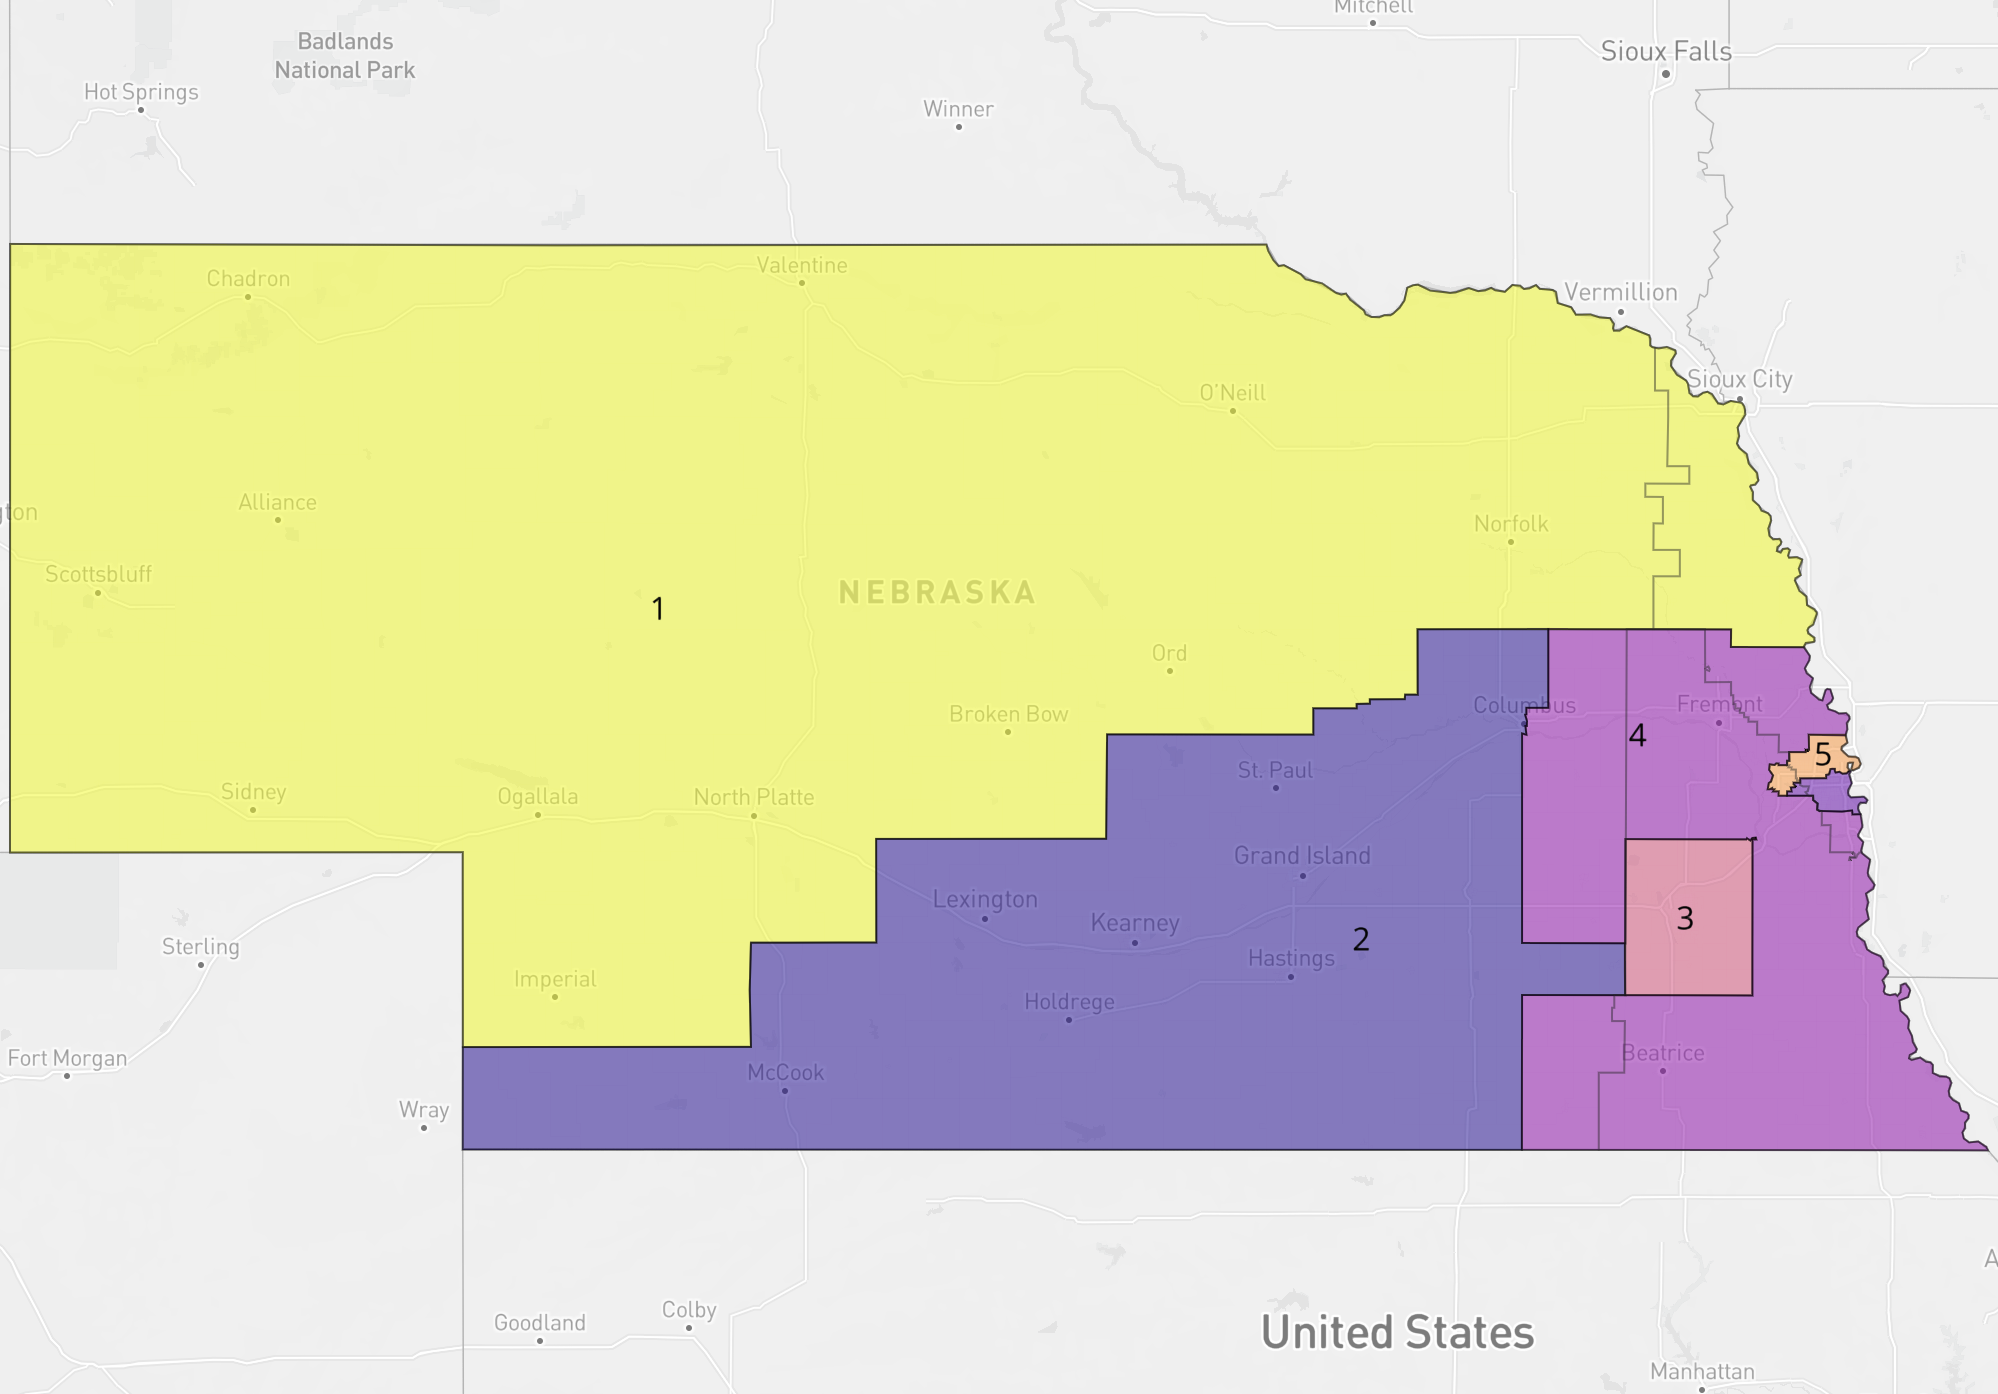 Mitchell
Badlands
National Park
Sioux Falls
Hot Springs
Winner
Chadron
Valentine
Vermillion
Sioux City
O'Neill
Alliance
gton
Norfolk
Scottsbluff
NEBRASKA
1
Ord
Broken Bow
Columbus
Fremont
4
5
St. Paul
Sidney
Ogallala
North Platte
Grand Island
Lexington
Kearney
2
3
Sterling
Hastings
Imperial
Holdrege
Fort Morgan
McCook
Beatrice
Wray
A
Goodland
Colby
United States
Manhattan